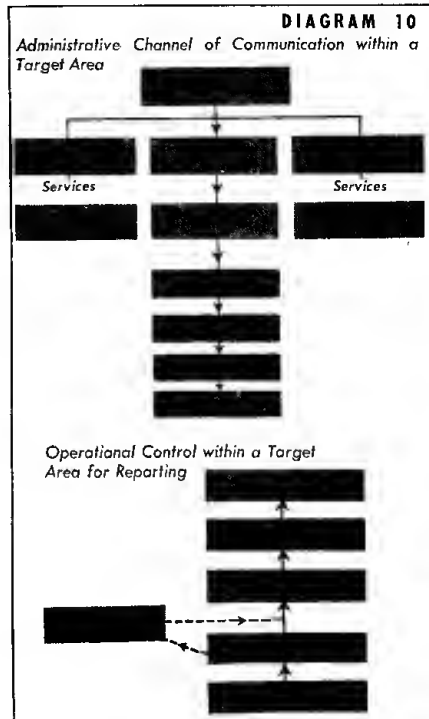 DIAGRAM 10
Administrative Channel of Communication within a
Target Area
Services
Services
Operational Control within a Target
Area for Reporting